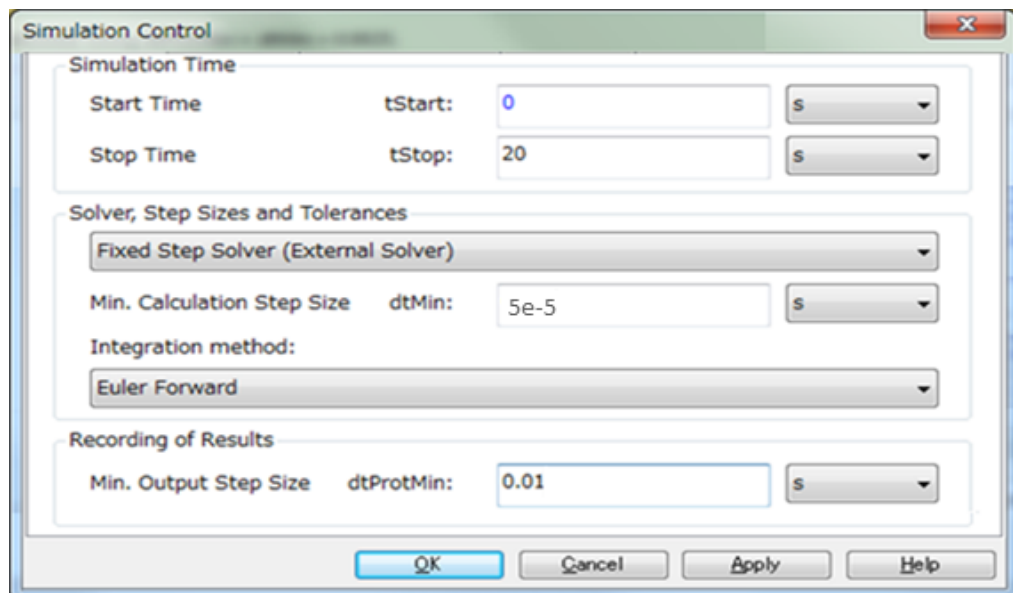 Simulation Control
Simulation Time
Start Time tStart: 0 s
Stop Time tStop: 20 s
Solver, Step Sizes and Tolerances
Fixed Step Solver (External Solver)
Min. Calculation Step Size dtMin: 5e-5 s
Integration method:
Euler Forward
Recording of Results
Min. Output Step Size dtProtMin: 0.01 s
OK Cancel Apply Help